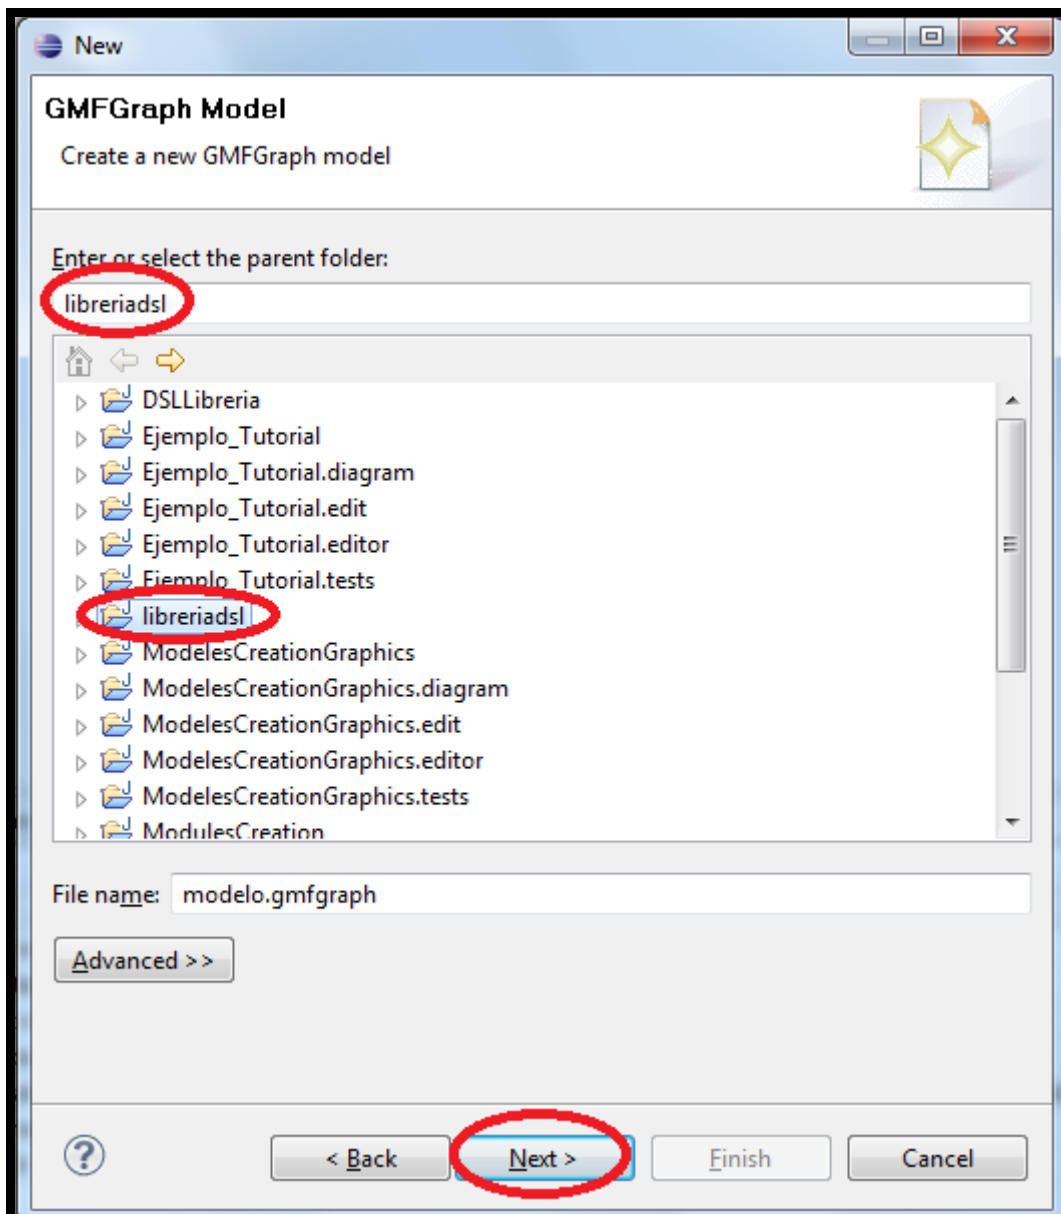 New
GMFGraph Model
Create a new GMFGraph model
Enter or select the parent folder:
libreriadsl
DSLLibreria
Ejemplo_Tutorial
Ejemplo_Tutorial.diagram
Ejemplo_Tutorial.edit
Ejemplo_Tutorial.editor
Ejemplo_Tutorial.tests
libreriadsl
ModelesCreationGraphics
ModelesCreationGraphics.diagram
ModelesCreationGraphics.edit
ModelesCreationGraphics.editor
ModelesCreationGraphics.tests
ModulesCreation
File name: modelo.gmfgraph
Advanced >>
? < Back Next > Finish Cancel